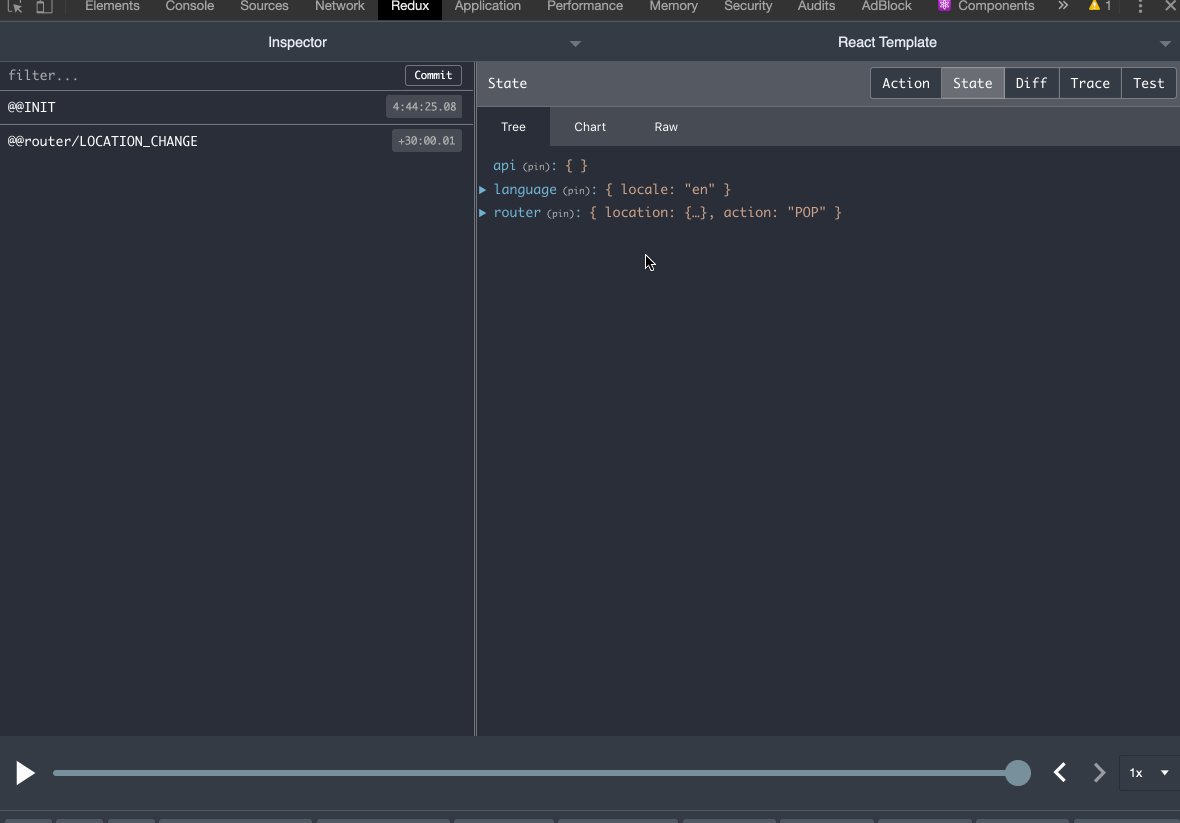 Elements Console Sources Network Redux Application Performance Memory Security Audits AdBlock Components » 1
Inspector React Template
filter... Commit
@@INIT 4:44:25.08
@@router/LOCATION_CHANGE +30:00.01
State Action State Diff Trace Test
Tree Chart Raw
api (pin): { }
language (pin): { locale: "en" }
router (pin): { location: {…}, action: "POP" }
1x